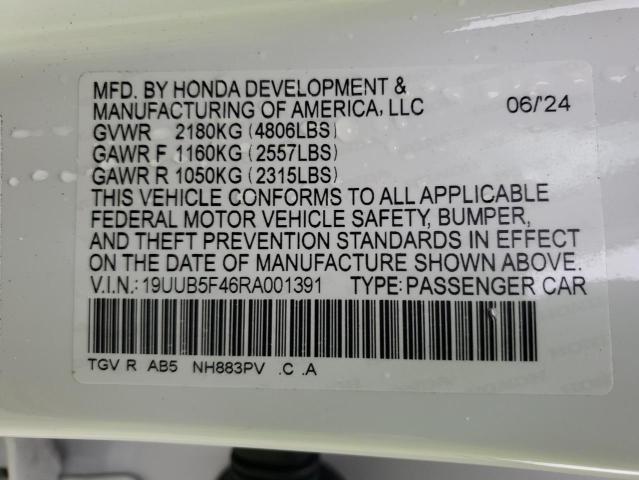 MFD. BY HONDA DEVELOPMENT &
MANUFACTURING OF AMERICA, LLC 06/'24
GVWR 2180KG (4806LBS)
GAWR F 1160KG (2557LBS)
GAWR R 1050KG (2315LBS)
THIS VEHICLE CONFORMS TO ALL APPLICABLE
FEDERAL MOTOR VEHICLE SAFETY, BUMPER,
AND THEFT PREVENTION STANDARDS IN EFFECT
ON THE DATE OF MANUFACTURE SHOWN ABOVE.
V.I.N.: 19UUB5F46RA001391 TYPE: PASSENGER CAR
TGV R AB5 NH883PV .C .A